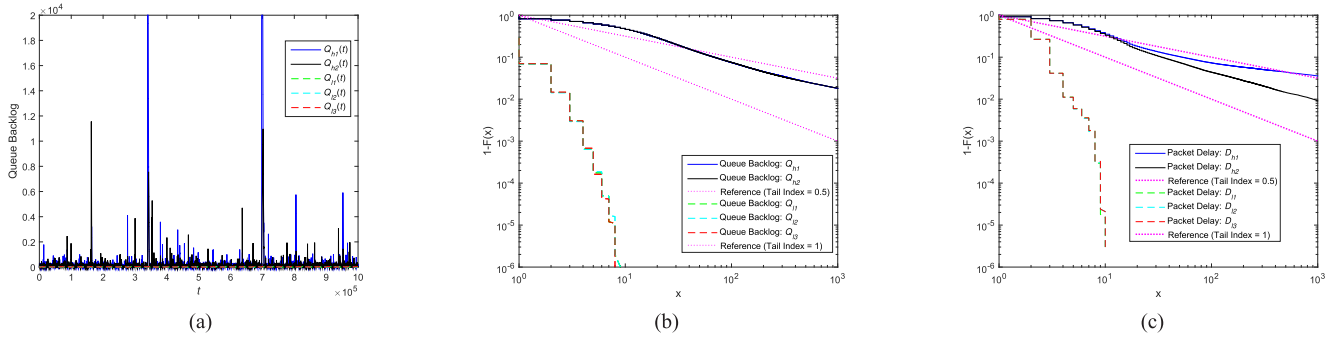 × 10⁴
2
1.8
1.6
1.4
1.2
1
0.8
0.6
0.4
0.2
0
Queue Backlog
Q_h1(t)
Q_h2(t)
Q_l1(t)
Q_l2(t)
Q_l3(t)
0 1 2 3 4 5 6 7 8 9 10
t
× 10⁵
(a)
10⁰
10⁻¹
10⁻²
10⁻³
10⁻⁴
10⁻⁵
10⁻⁶
1-F(x)
Queue Backlog: Q_h1
Queue Backlog: Q_h2
Reference (Tail Index = 0.5)
Queue Backlog: Q_l1
Queue Backlog: Q_l2
Queue Backlog: Q_l3
Reference (Tail Index = 1)
10⁰ 10¹ 10² 10³
x
(b)
10⁰
10⁻¹
10⁻²
10⁻³
10⁻⁴
10⁻⁵
10⁻⁶
1-F(x)
Packet Delay: D_h1
Packet Delay: D_h2
Reference (Tail Index = 0.5)
Packet Delay: D_l1
Packet Delay: D_l2
Packet Delay: D_l3
Reference (Tail Index = 1)
10⁰ 10¹ 10² 10³
x
(c)